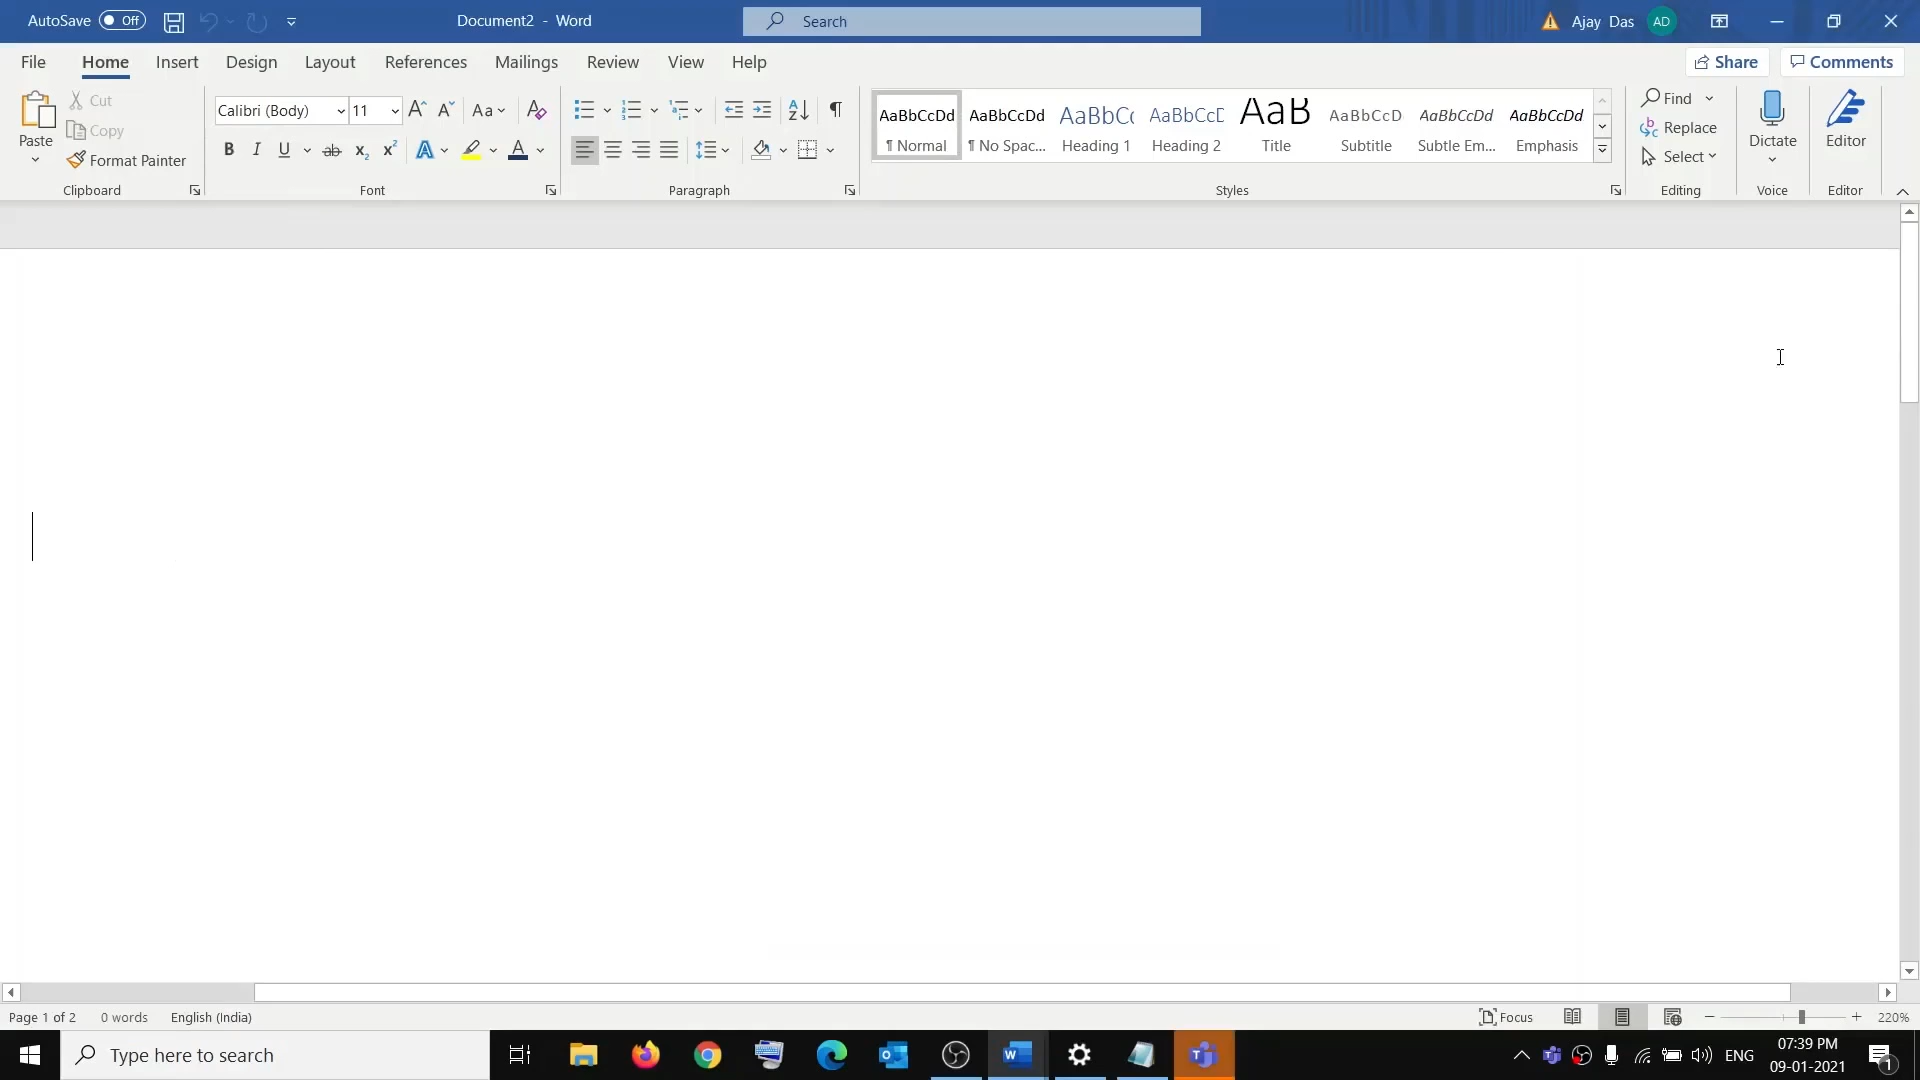 AutoSave Off Document2 - Word Search Ajay Das AD
File Home Insert Design Layout References Mailings Review View Help Share Comments
Paste Cut Copy Format Painter
Clipboard
Calibri (Body) 11
Font
Paragraph
AaBbCcDd AaBbCcDd AaBbCc AaBbCcD AaB AaBbCcD AaBbCcDd AaBbCcDd
¶ Normal ¶ No Spac... Heading 1 Heading 2 Title Subtitle Subtle Em... Emphasis
Styles
Find
Replace
Select
Editing
Dictate
Voice
Editor
Editor
Page 1 of 2 0 words English (India) Focus 220%
Type here to search ENG 07:39 PM
09-01-2021 1